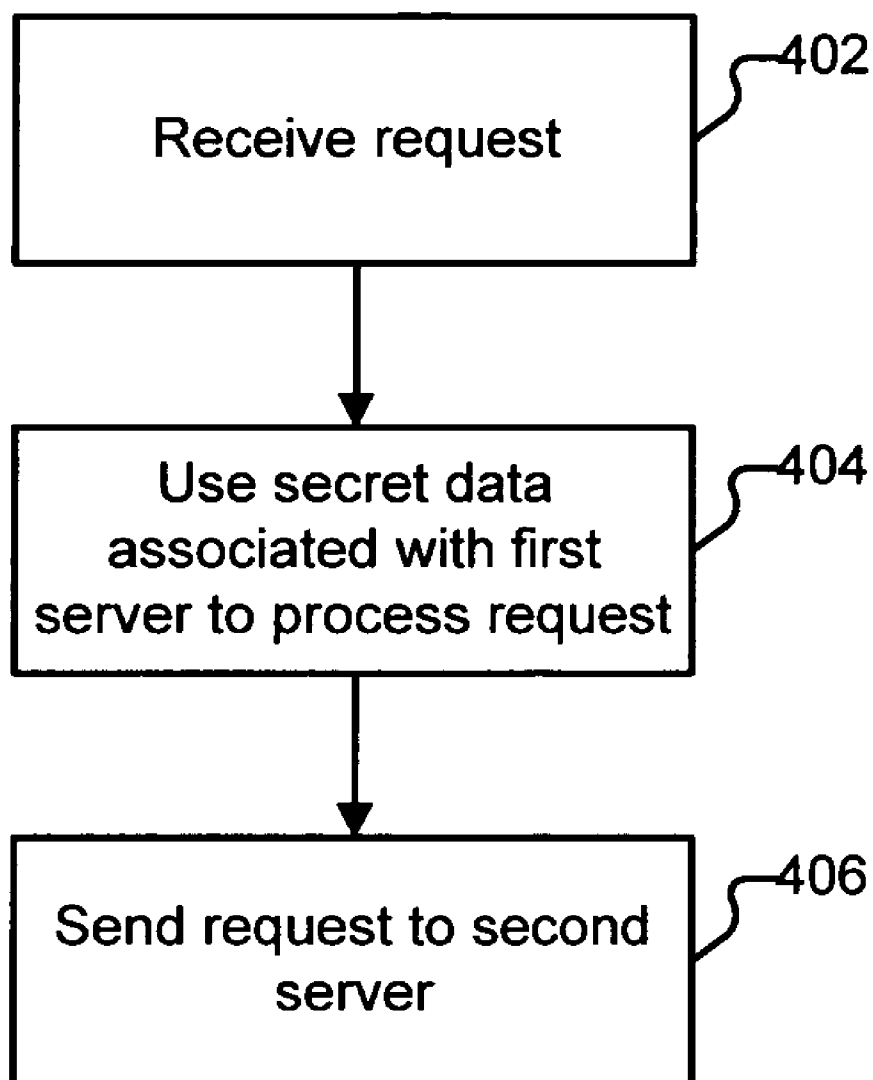 Receive request
402
Use secret data
associated with first
server to process request
404
Send request to second
server
406